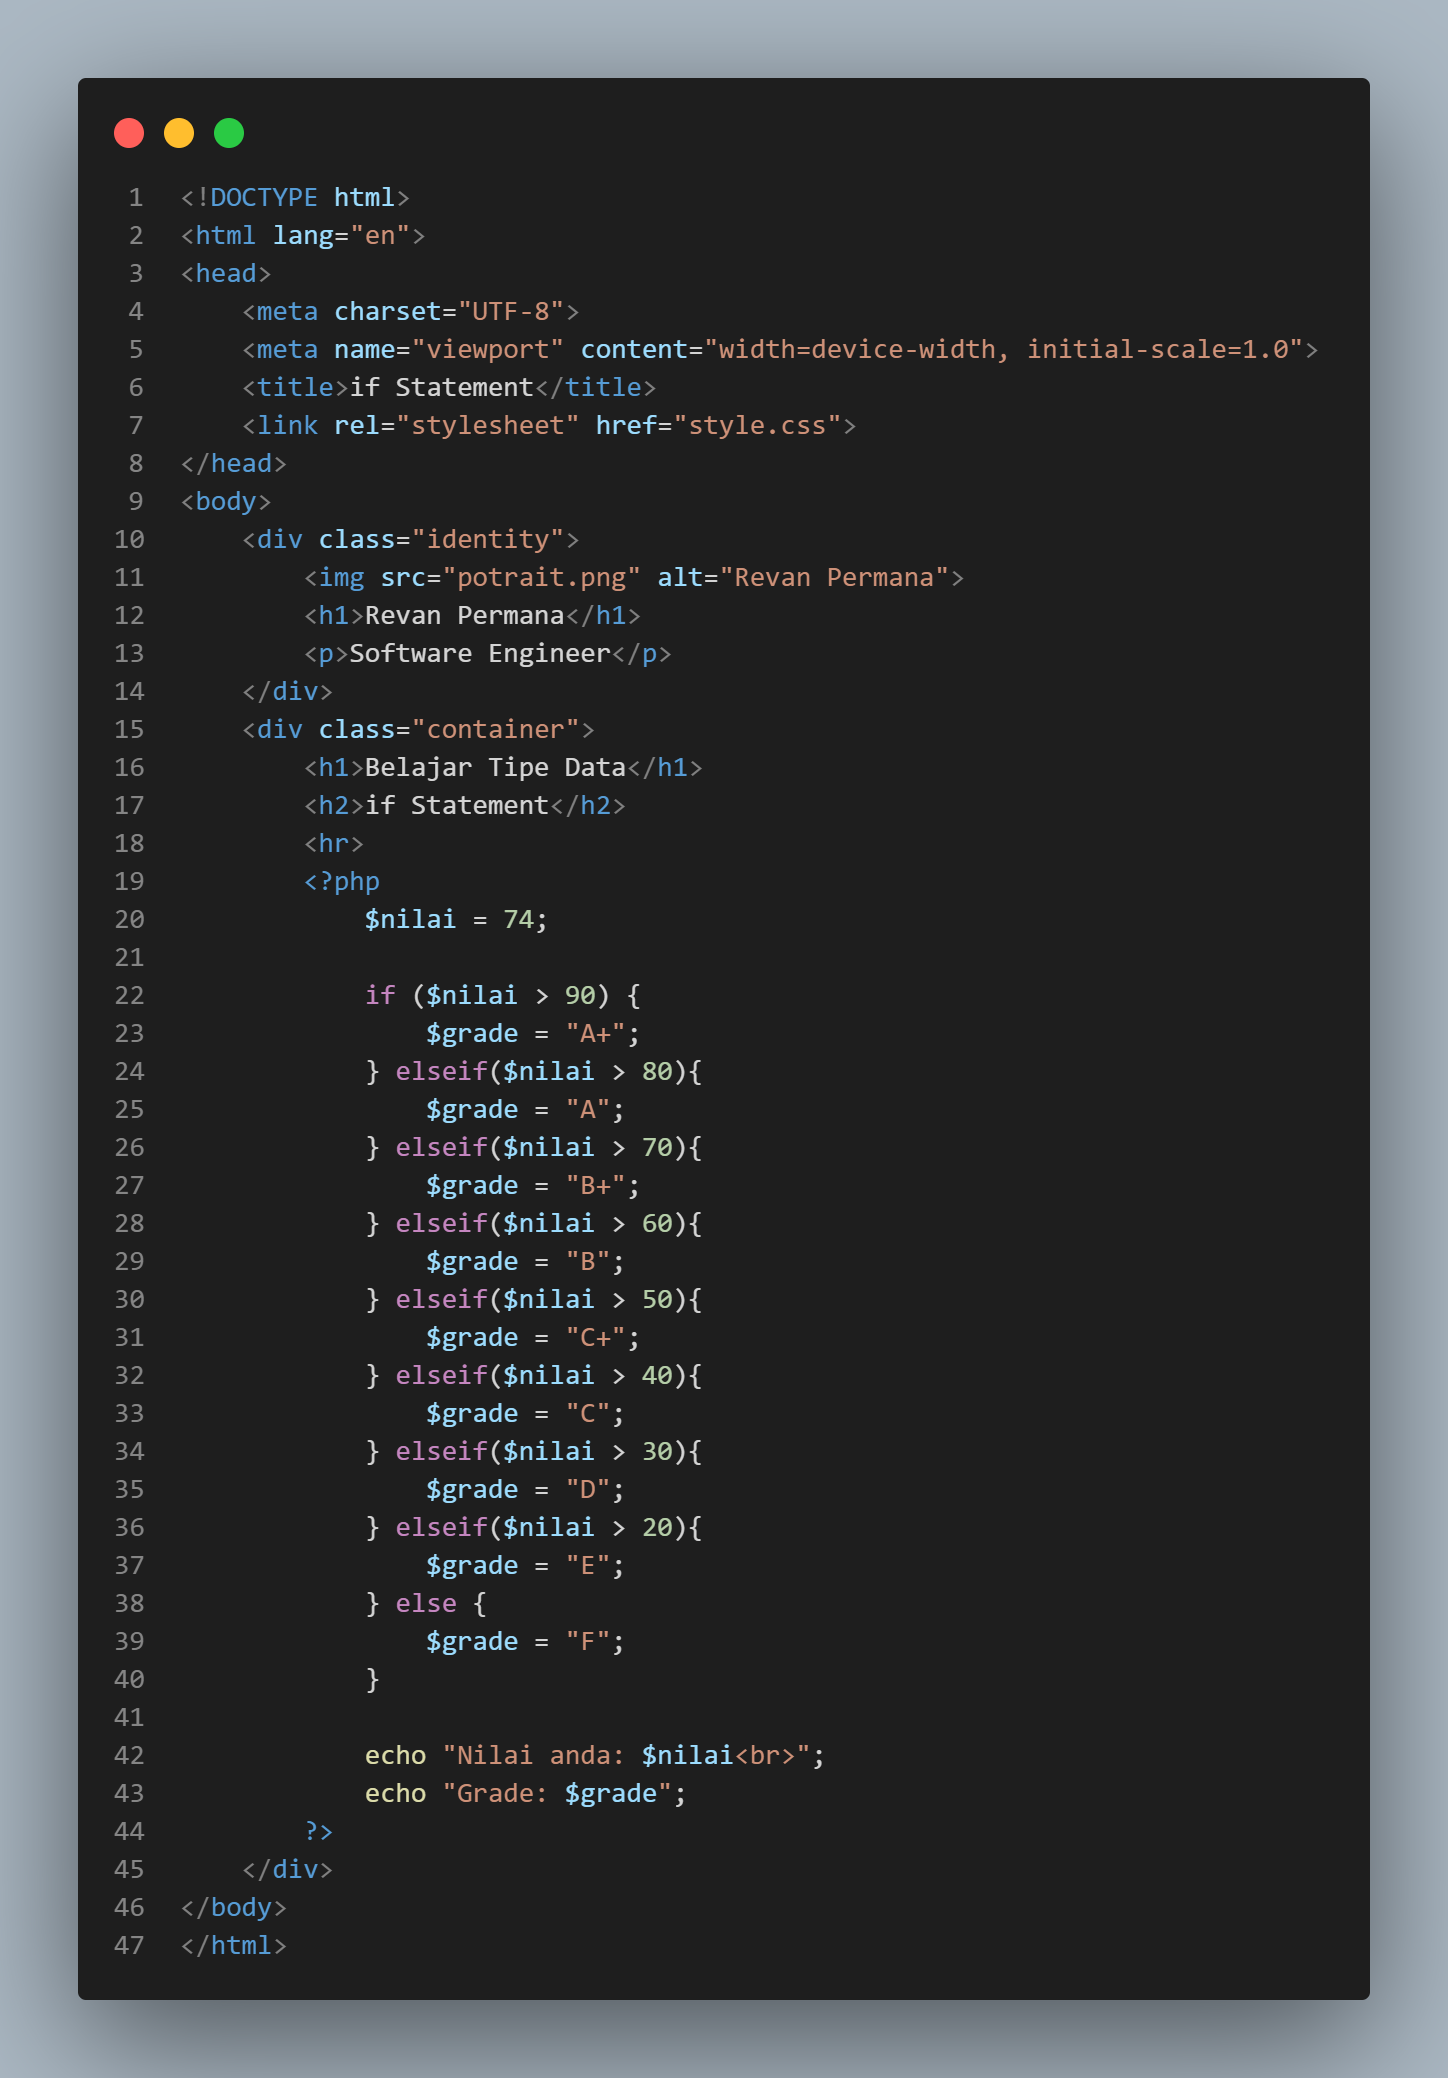 1 <!DOCTYPE html>
2 <html lang="en">
3 <head>
4     <meta charset="UTF-8">
5     <meta name="viewport" content="width=device-width, initial-scale=1.0">
6     <title>if Statement</title>
7     <link rel="stylesheet" href="style.css">
8 </head>
9 <body>
10     <div class="identity">
11         <img src="potrait.png" alt="Revan Permana">
12         <h1>Revan Permana</h1>
13         <p>Software Engineer</p>
14     </div>
15     <div class="container">
16         <h1>Belajar Tipe Data</h1>
17         <h2>if Statement</h2>
18         <hr>
19         <?php
20             $nilai = 74;
21
22             if ($nilai > 90) {
23                 $grade = "A+";
24             } elseif($nilai > 80){
25                 $grade = "A";
26             } elseif($nilai > 70){
27                 $grade = "B+";
28             } elseif($nilai > 60){
29                 $grade = "B";
30             } elseif($nilai > 50){
31                 $grade = "C+";
32             } elseif($nilai > 40){
33                 $grade = "C";
34             } elseif($nilai > 30){
35                 $grade = "D";
36             } elseif($nilai > 20){
37                 $grade = "E";
38             } else {
39                 $grade = "F";
40             }
41
42             echo "Nilai anda: $nilai<br>";
43             echo "Grade: $grade";
44         ?>
45     </div>
46 </body>
47 </html>